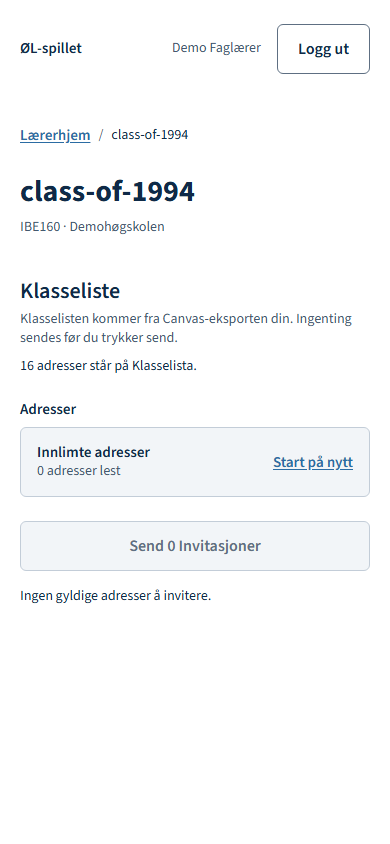 ØL-spillet
Demo Faglærer
Logg ut
Lærerhjem / class-of-1994
class-of-1994
IBE160 · Demohøgskolen
Klasseliste
Klasselisten kommer fra Canvas-eksporten din. Ingenting
sendes før du trykker send.
16 adresser står på Klasselista.
Adresser
Innlimte adresser
0 adresser lest
Start på nytt
Send 0 Invitasjoner
Ingen gyldige adresser å invitere.